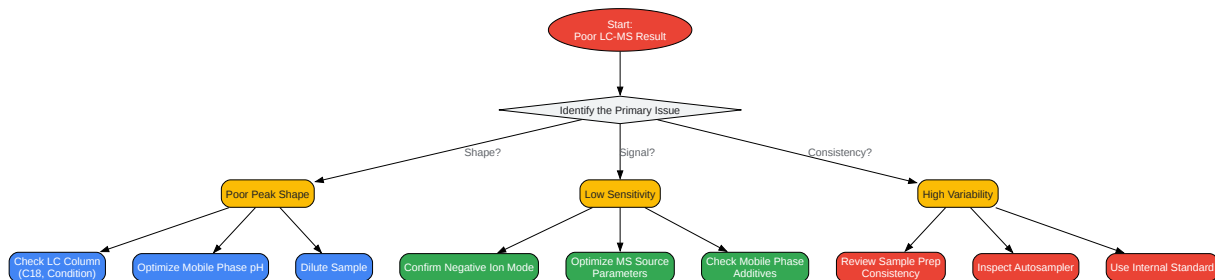 Start:
Poor LC-MS Result
Identify the Primary Issue
Shape?
Signal?
Consistency?
Poor Peak Shape
Low Sensitivity
High Variability
Check LC Column
(C18, Condition)
Optimize Mobile Phase pH
Dilute Sample
Confirm Negative Ion Mode
Optimize MS Source
Parameters
Check Mobile Phase
Additives
Review Sample Prep
Consistency
Inspect Autosampler
Use Internal Standard